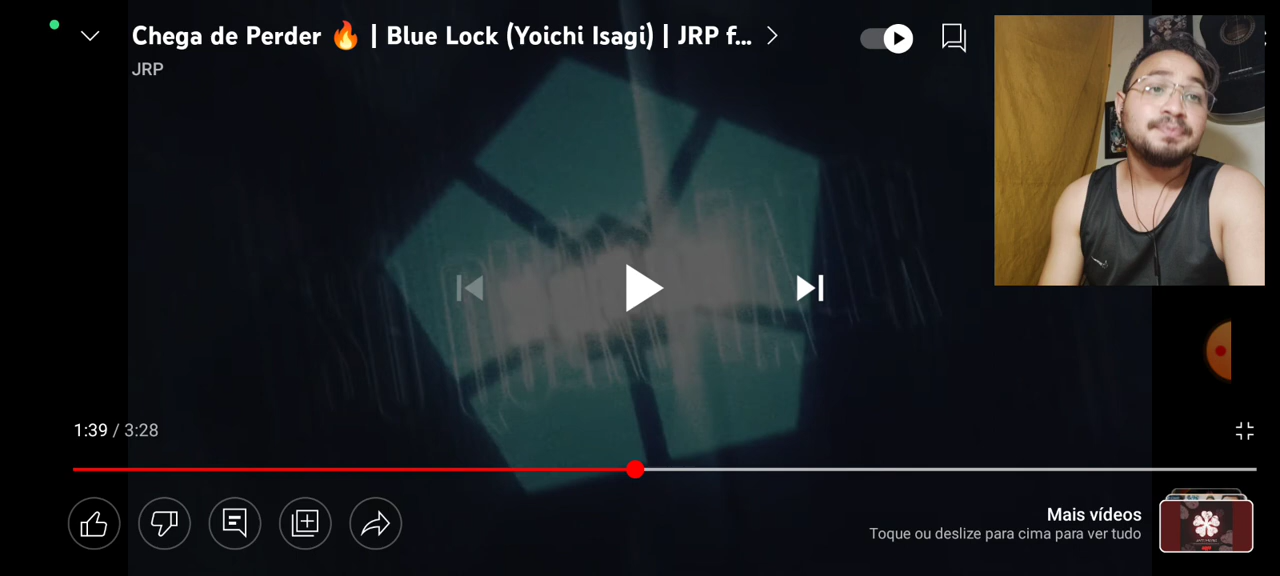 Chega de Perder 🔥 | Blue Lock (Yoichi Isagi) | JRP f...
JRP
1:39 / 3:28
Mais vídeos
Toque ou deslize para cima para ver tudo